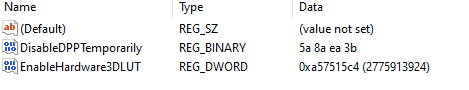 Name Type Data
(Default) REG_SZ (value not set)
DisableDPPTemporarily REG_BINARY 5a 8a ea 3b
EnableHardware3DLUT REG_DWORD 0xa57515c4 (2775913924)